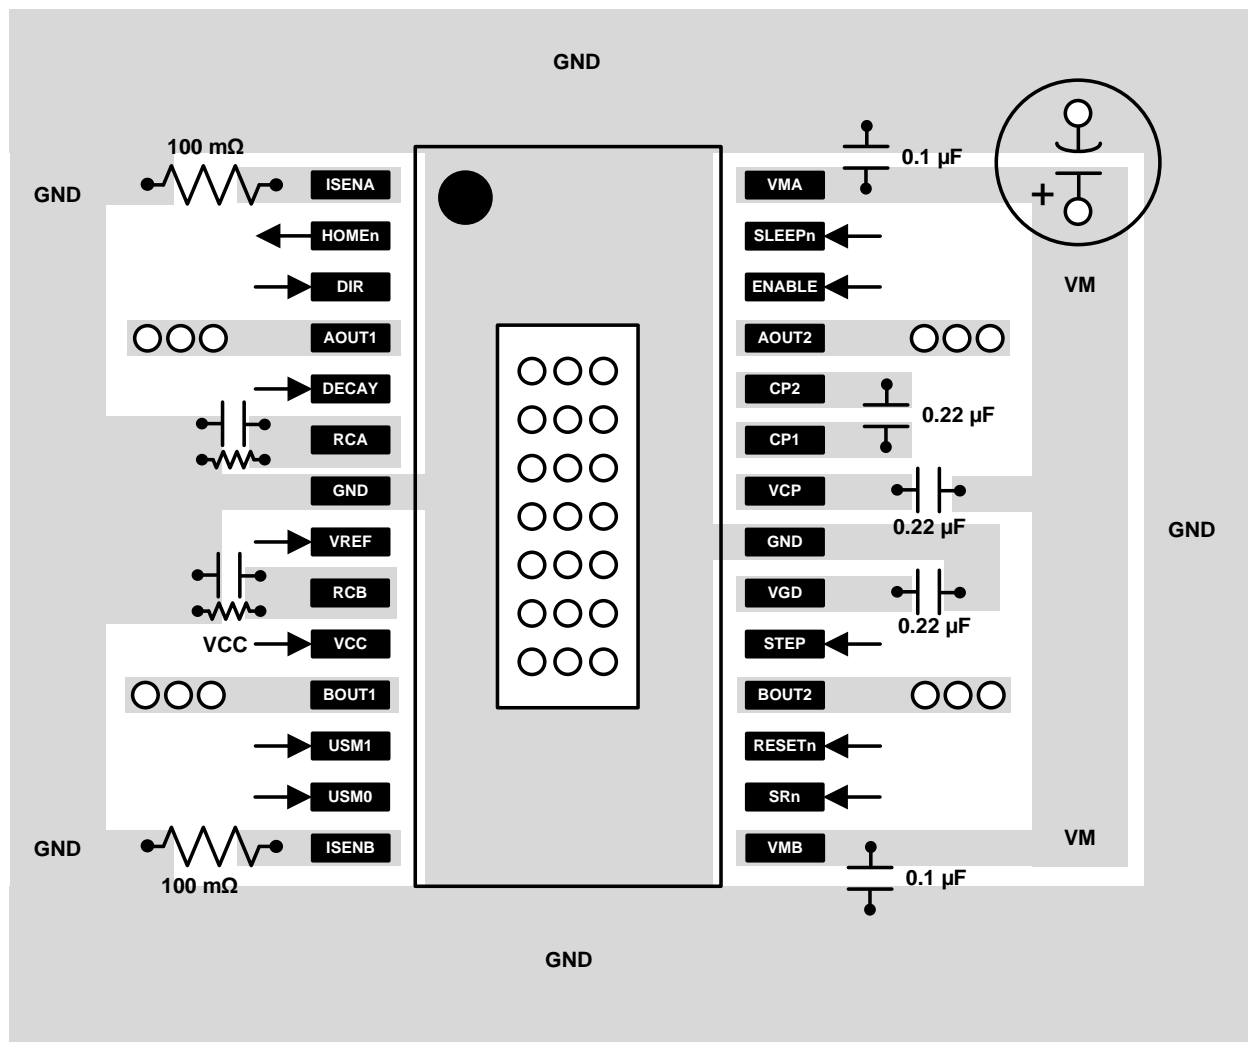 GND
100 mΩ
0.1 µF
GND
ISENA
VMA
+
HOMEn
SLEEPn
DIR
ENABLE
VM
AOUT1
AOUT2
DECAY
CP2
0.22 µF
RCA
CP1
GND
VCP
0.22 µF
GND
VREF
GND
RCB
VGD
0.22 µF
VCC
VCC
STEP
BOUT1
BOUT2
USM1
RESETn
USM0
SRn
VM
GND
ISENB
VMB
100 mΩ
0.1 µF
GND